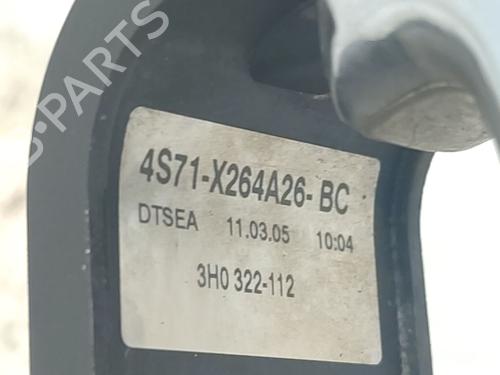 B-PARTS
4S71-X264A26-BC
DTSEA 11.03.05 10:04
3H0 322-112